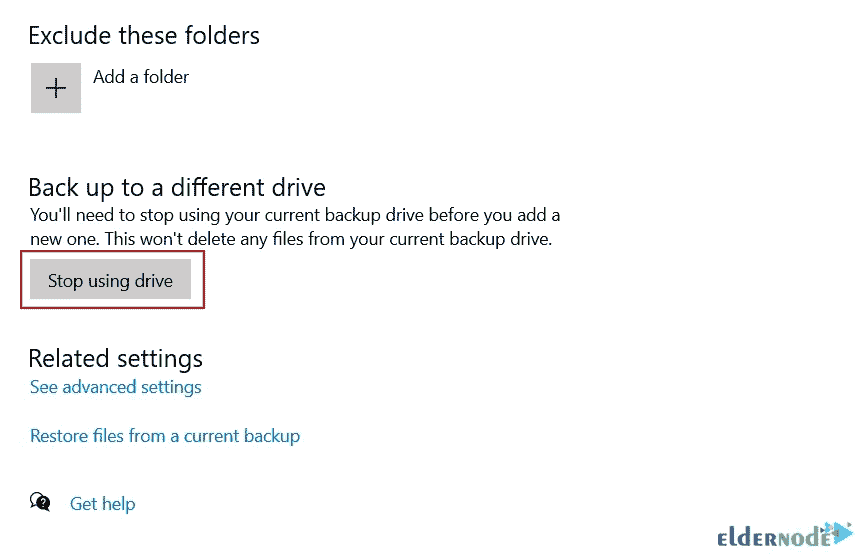 Exclude these folders
Add a folder
Back up to a different drive
You'll need to stop using your current backup drive before you add a
new one. This won't delete any files from your current backup drive.
Stop using drive
Related settings
See advanced settings
Restore files from a current backup
Get help
eldernode